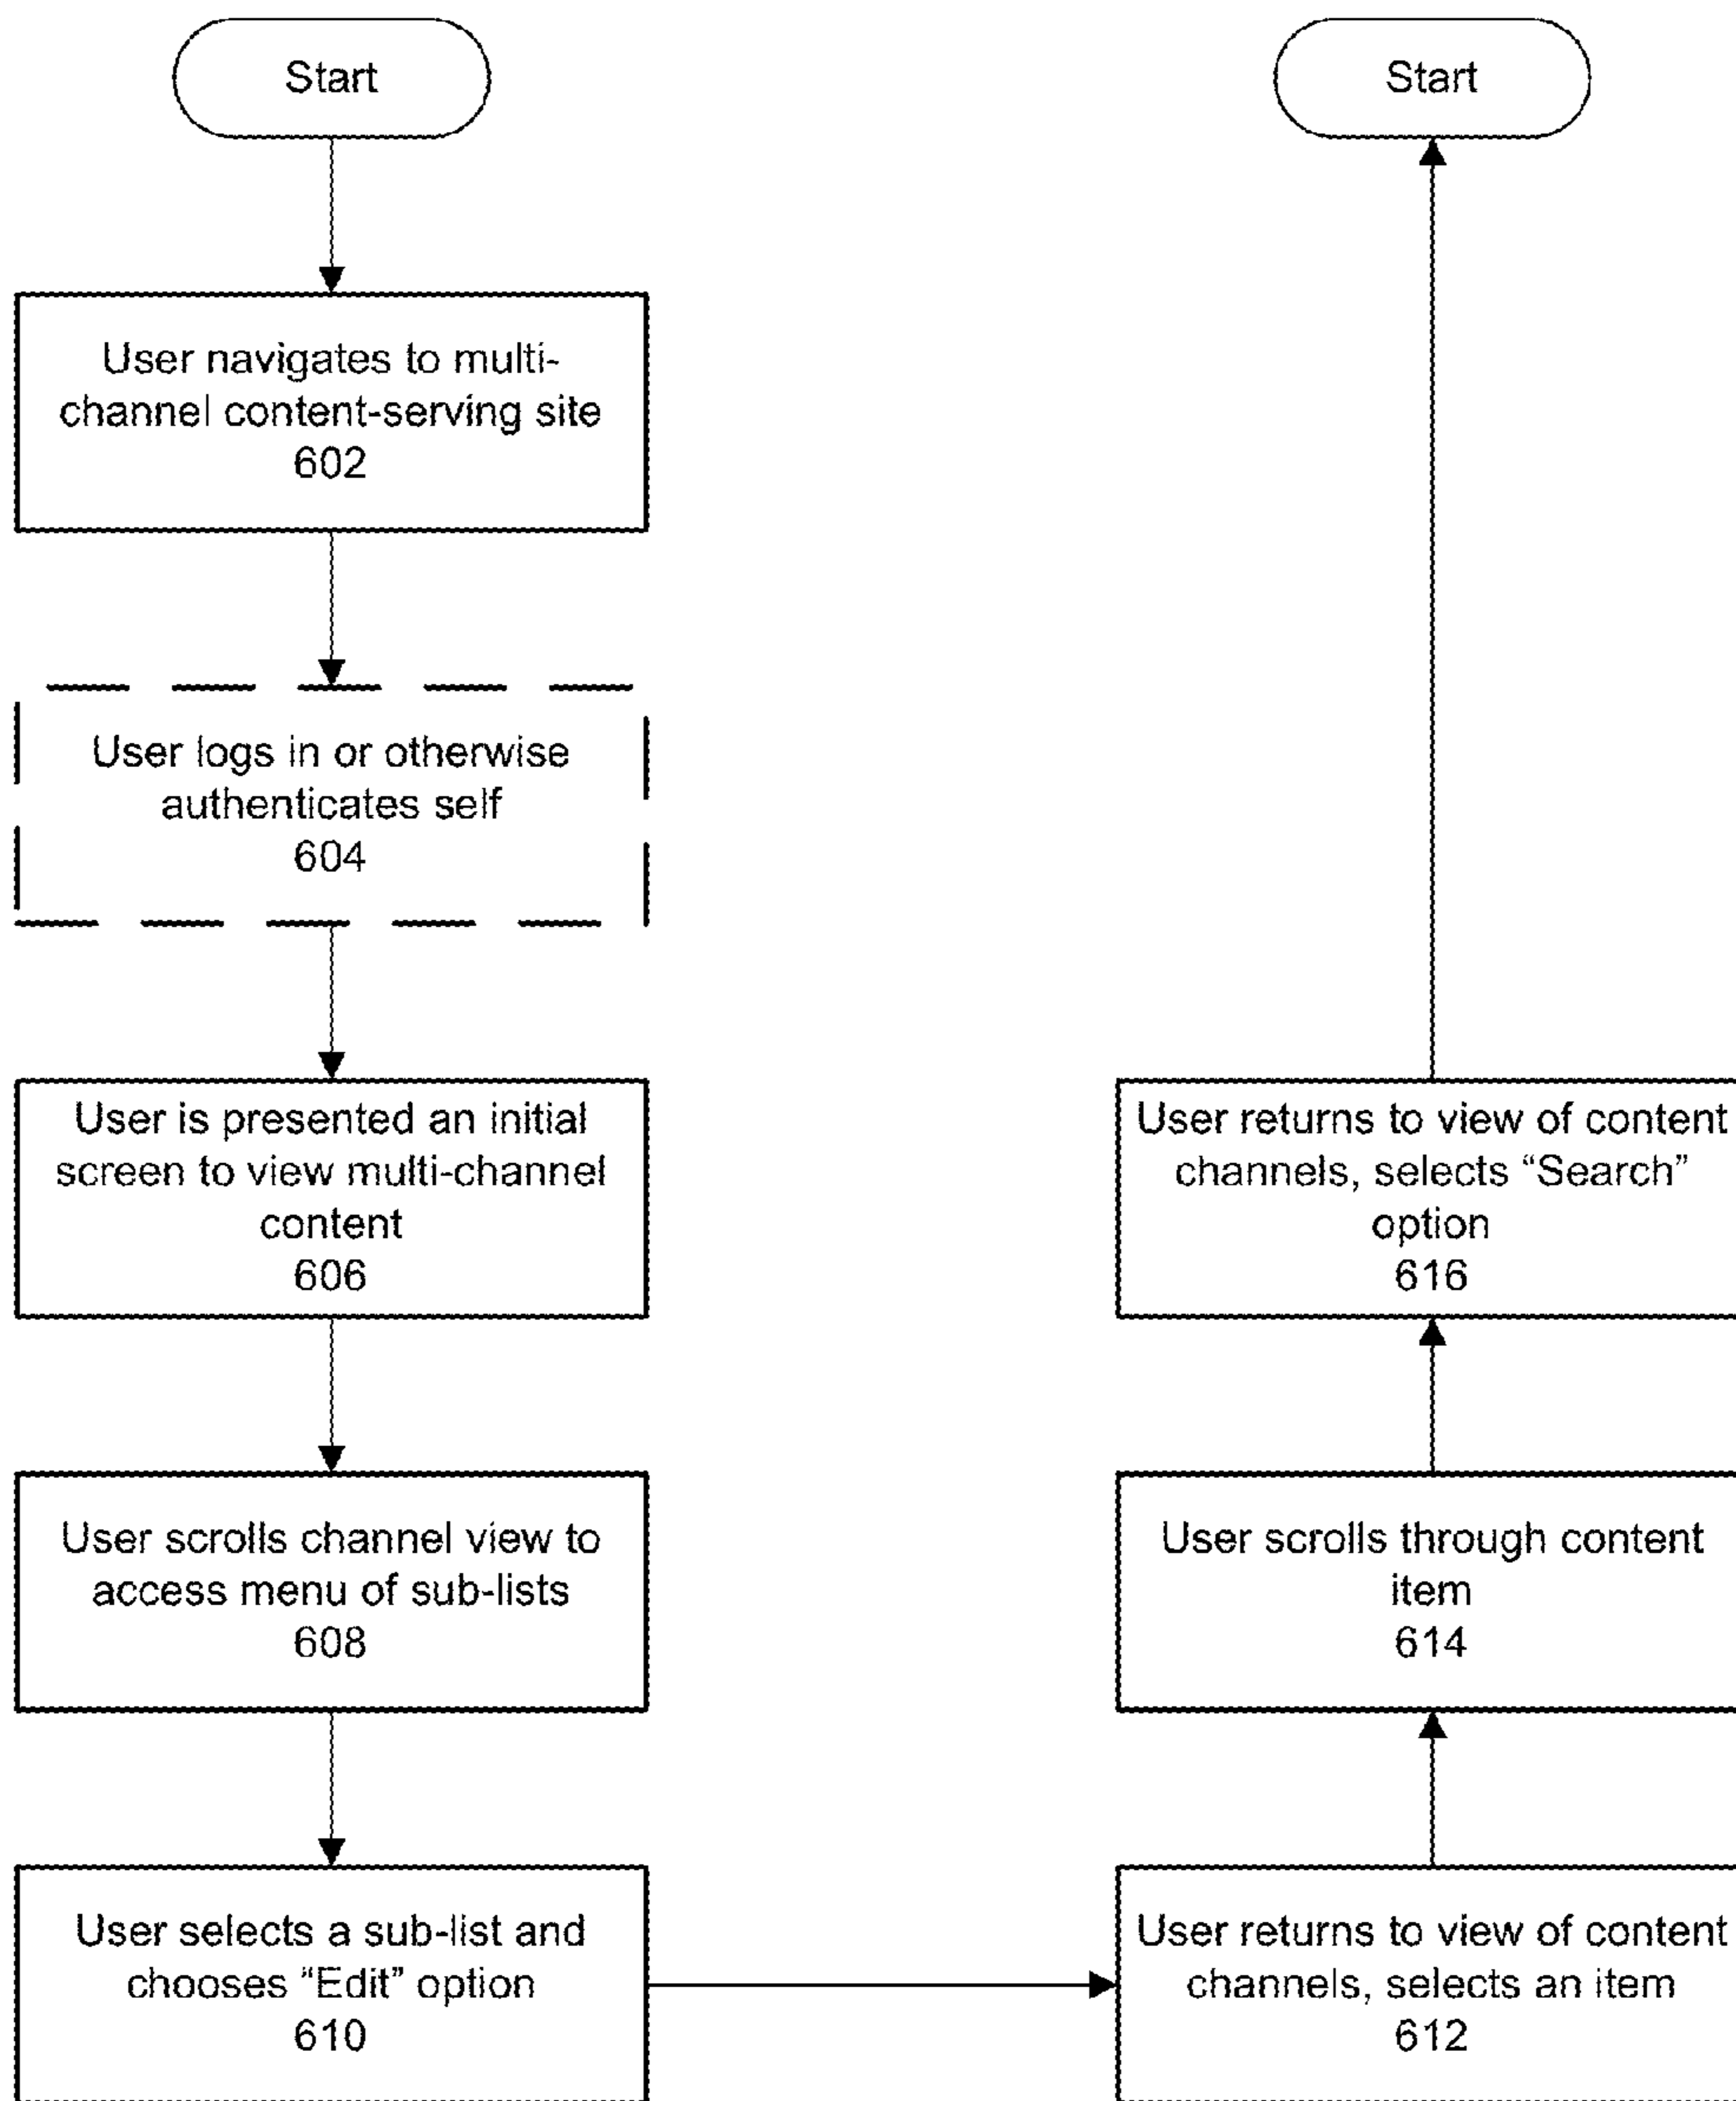 Start
User navigates to multi-
channel content-serving site
602
User logs in or otherwise
authenticates self
604
User is presented an initial
screen to view multi-channel
content
606
User scrolls channel view to
access menu of sub-lists
608
User selects a sub-list and
chooses “Edit” option
610
User returns to view of content
channels, selects an item
612
User scrolls through content
item
614
User returns to view of content
channels, selects “Search”
option
616
Start